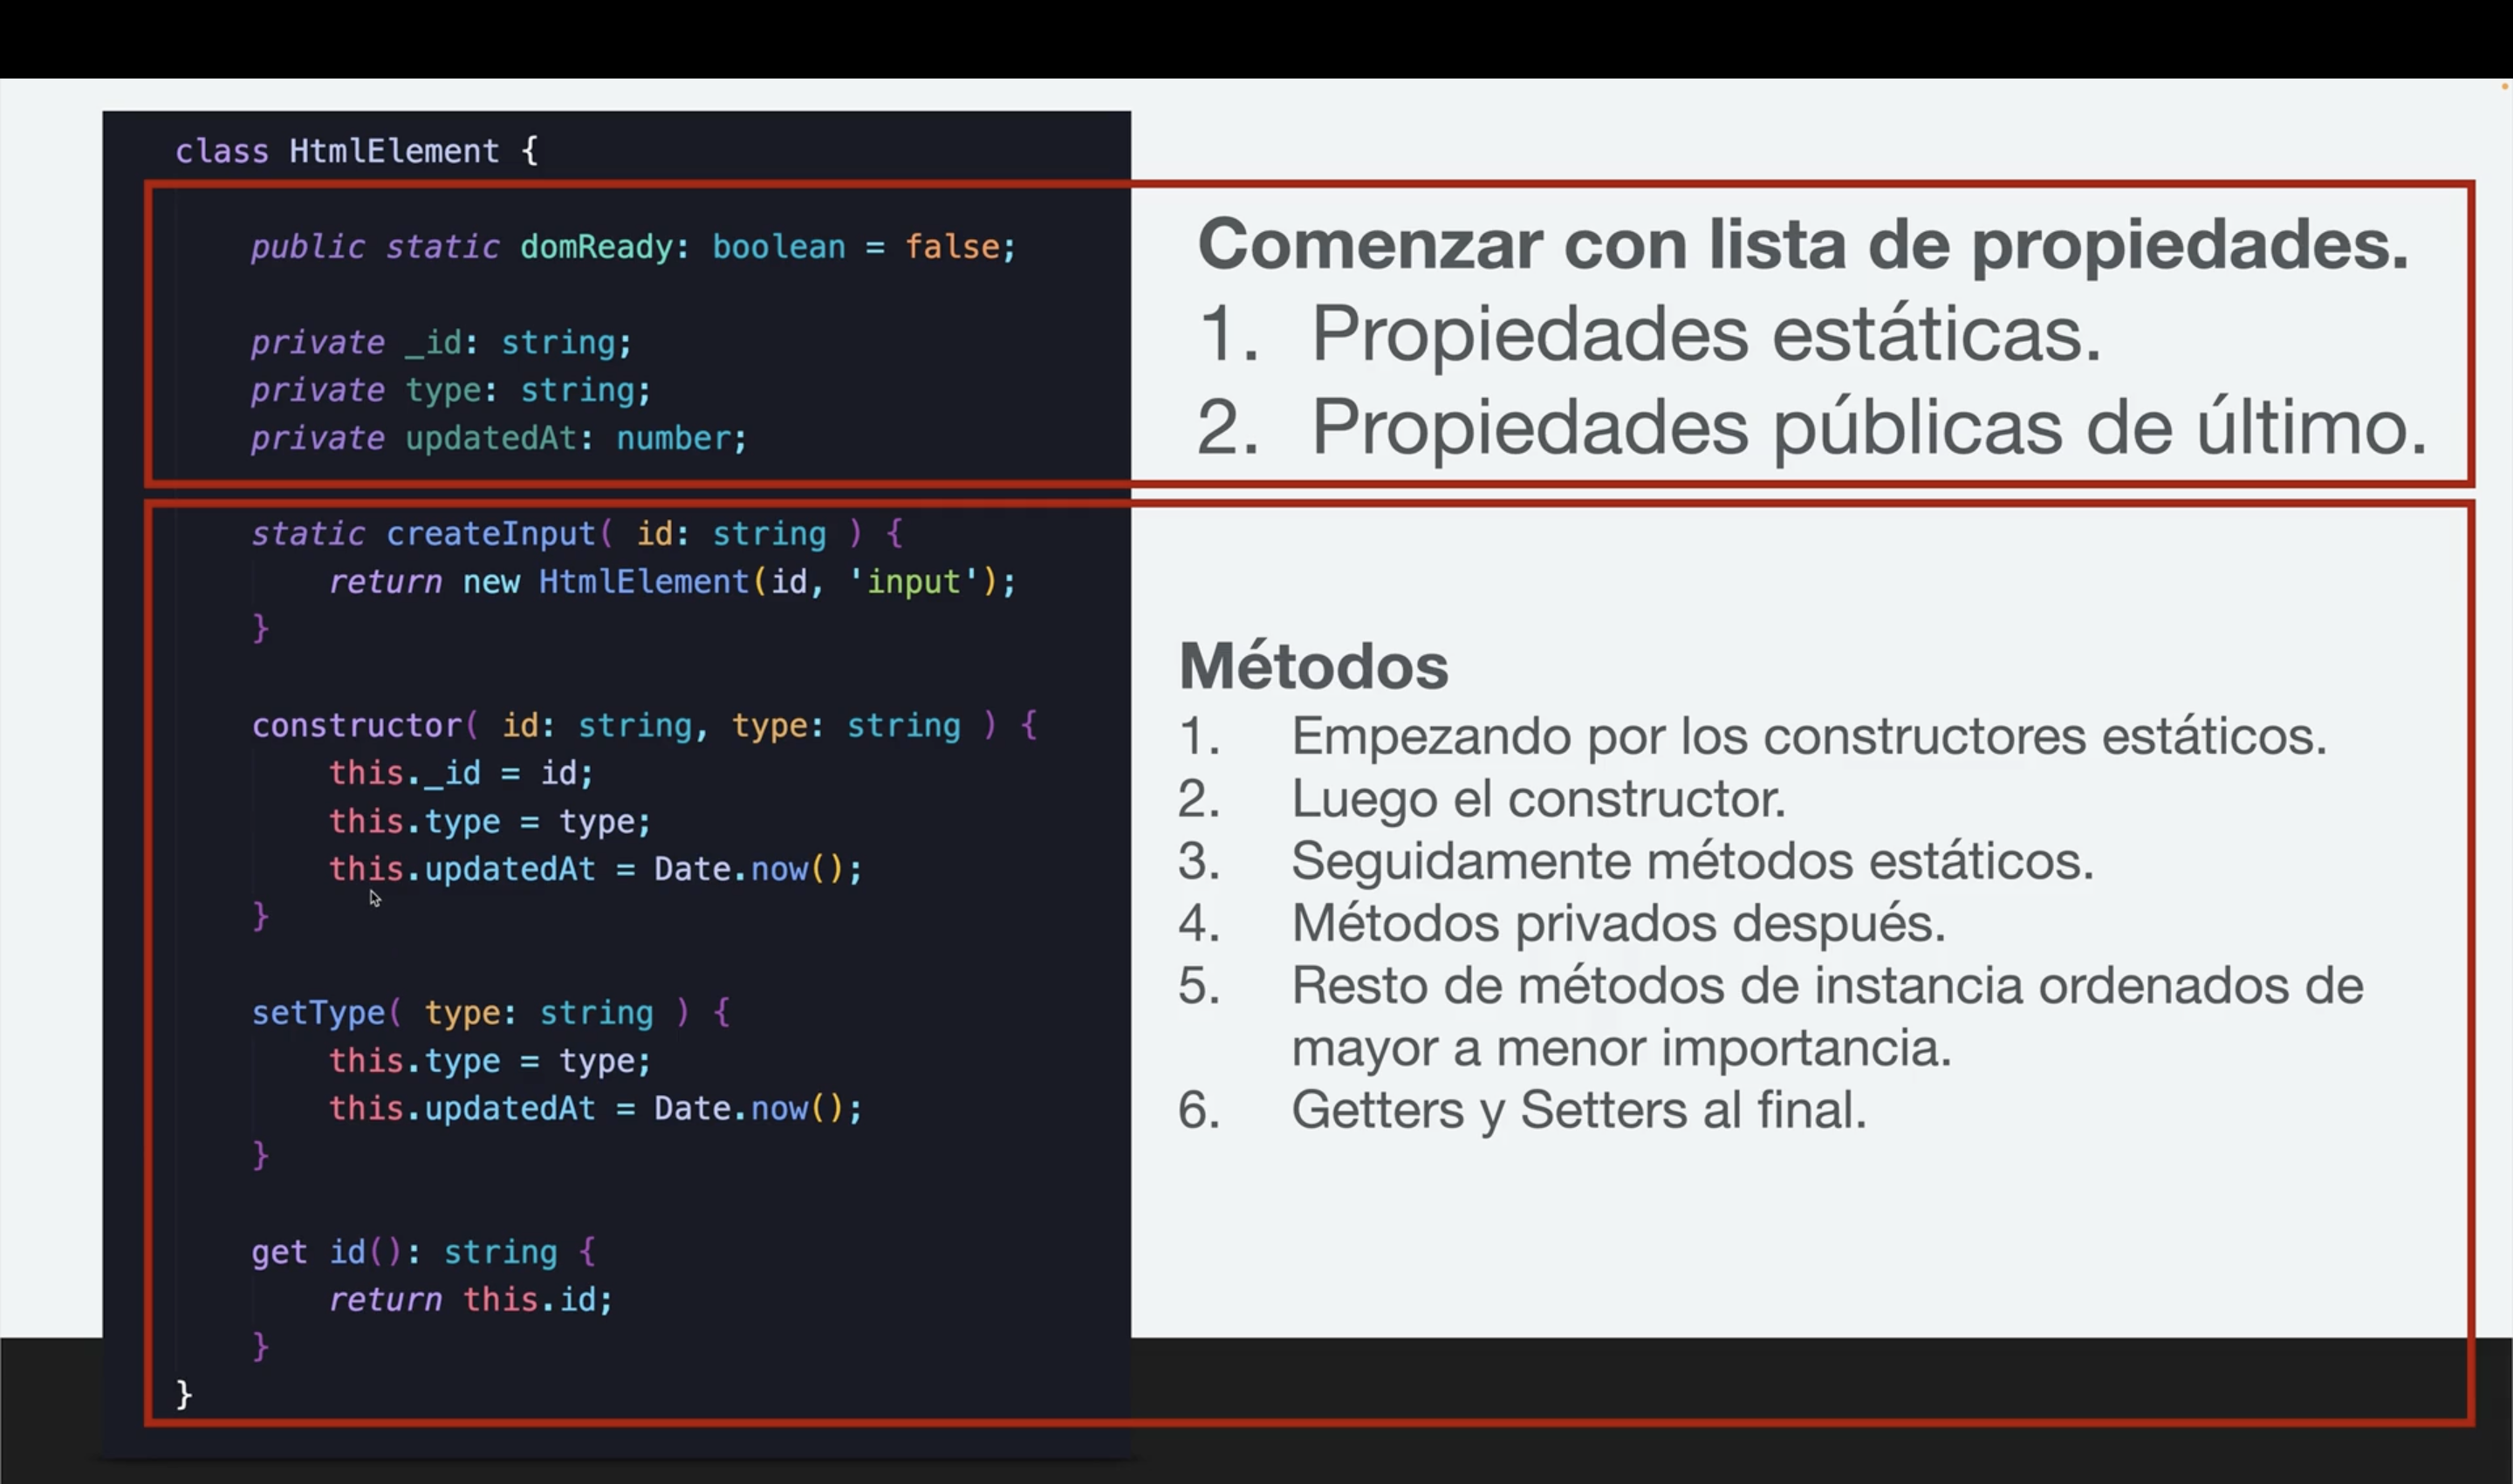 class HtmlElement {
public static domReady: boolean = false;
private _id: string;
private type: string;
private updatedAt: number;
static createInput( id: string ) {
return new HtmlElement(id, 'input');
}
constructor( id: string, type: string ) {
this._id = id;
this.type = type;
this.updatedAt = Date.now();
}
setType( type: string ) {
this.type = type;
this.updatedAt = Date.now();
}
get id(): string {
return this.id;
}
}
Comenzar con lista de propiedades.
1. Propiedades estáticas.
2. Propiedades públicas de último.
Métodos
1. Empezando por los constructores estáticos.
2. Luego el constructor.
3. Seguidamente métodos estáticos.
4. Métodos privados después.
5. Resto de métodos de instancia ordenados de
mayor a menor importancia.
6. Getters y Setters al final.